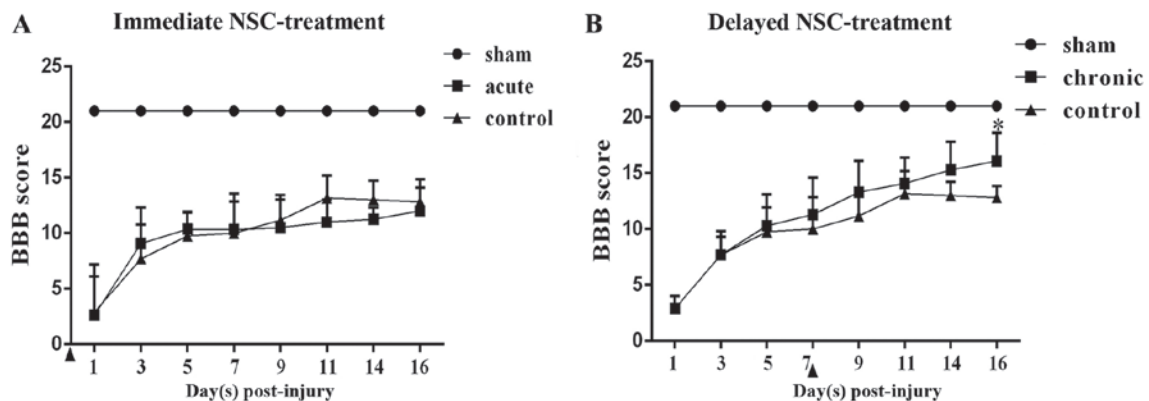 A
Immediate NSC-treatment
sham
acute
control
BBB score
25
20
15
10
5
0
1 3 5 7 9 11 14 16
Day(s) post-injury
B
Delayed NSC-treatment
sham
chronic
control
BBB score
25
20
15
10
5
0
*
1 3 5 7 9 11 14 16
Day(s) post-injury